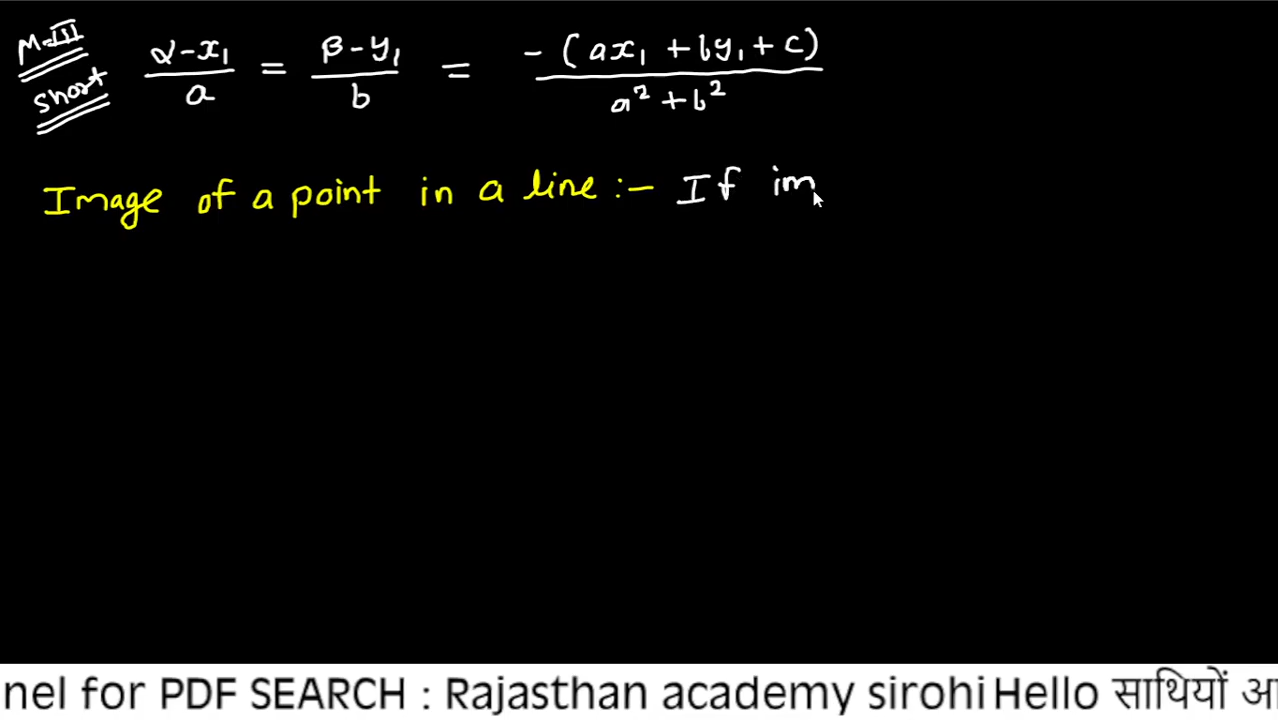 M-III
Short
(α-x₁)/a = (β-y₁)/b = -(ax₁ + by₁ + c)/(a² + b²)
Image of a point in a line :- If im
nel for PDF SEARCH : Rajasthan academy sirohi Hello साथियों आ